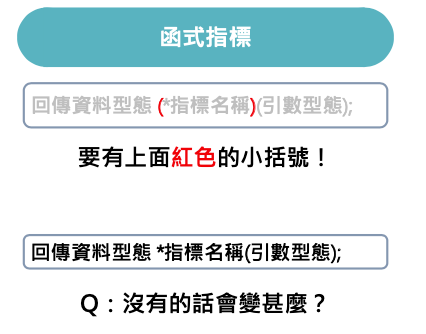 函式指標
回傳資料型態 (*指標名稱)(引數型態);
要有上面紅色的小括號！
回傳資料型態 *指標名稱(引數型態);
Q：沒有的話會變甚麼？